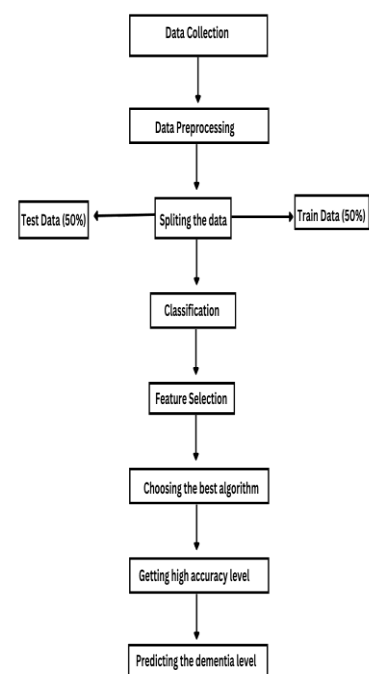 Data Collection
Data Preprocessing
Test Data (50%)
Spliting the data
Train Data (50%)
Classification
Feature Selection
Choosing the best algorithm
Getting high accuracy level
Predicting the dementia level